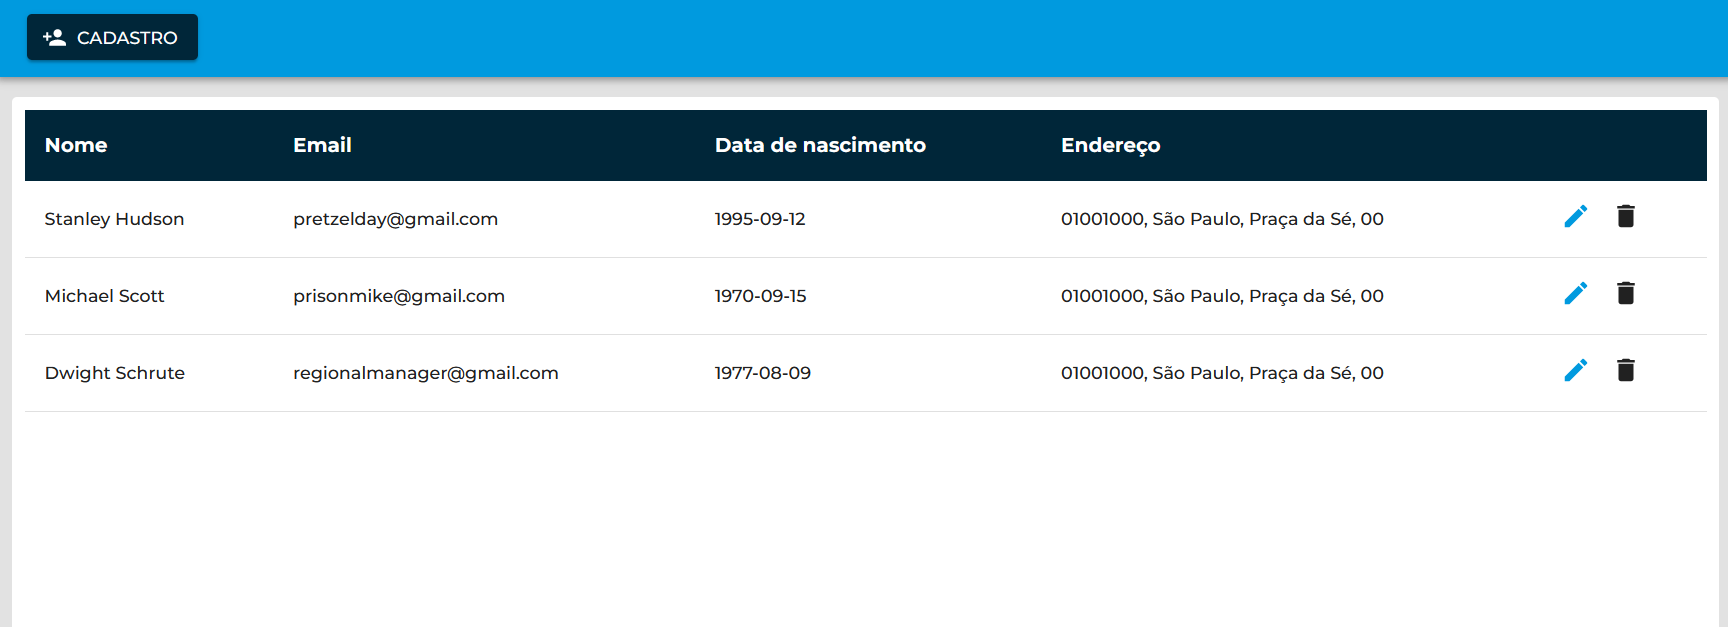 CADASTRO
Nome Email Data de nascimento Endereço
Stanley Hudson pretzelday@gmail.com 1995-09-12 01001000, São Paulo, Praça da Sé, 00
Michael Scott prisonmike@gmail.com 1970-09-15 01001000, São Paulo, Praça da Sé, 00
Dwight Schrute regionalmanager@gmail.com 1977-08-09 01001000, São Paulo, Praça da Sé, 00